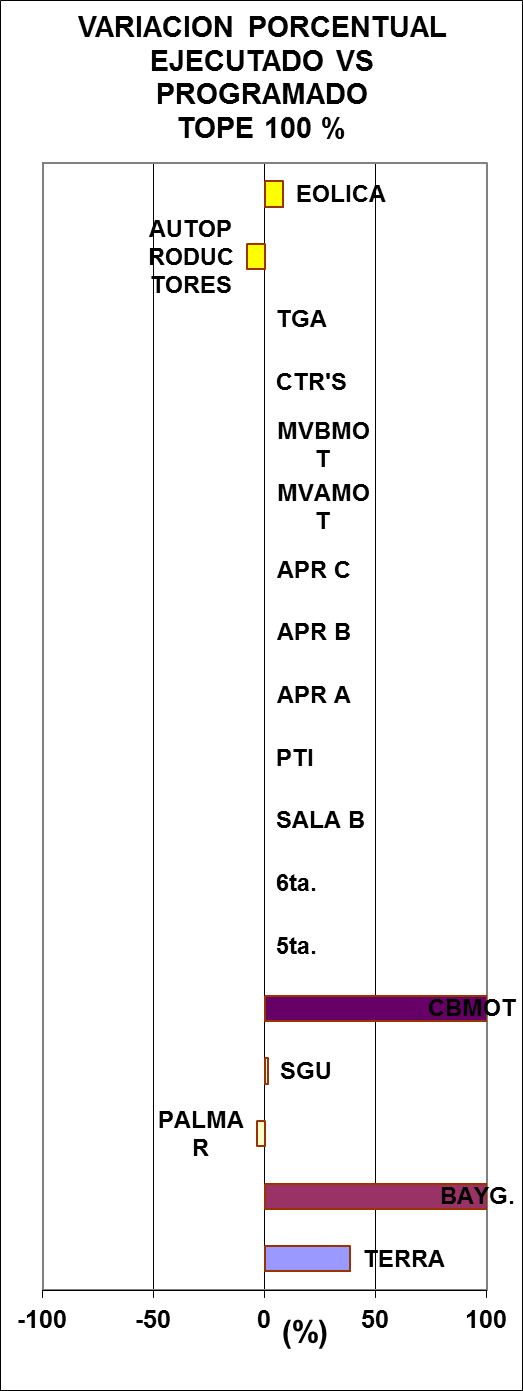 VARIACION PORCENTUAL
EJECUTADO VS
PROGRAMADO
TOPE 100 %
EOLICA
AUTOP
RODUC
TORES
TGA
CTR'S
MVBMO
T
MVAMO
T
APR C
APR B
APR A
PTI
SALA B
6ta.
5ta.
CBMOT
SGU
PALMA
R
BAYG.
TERRA
-100 -50 0 50 100
(%)